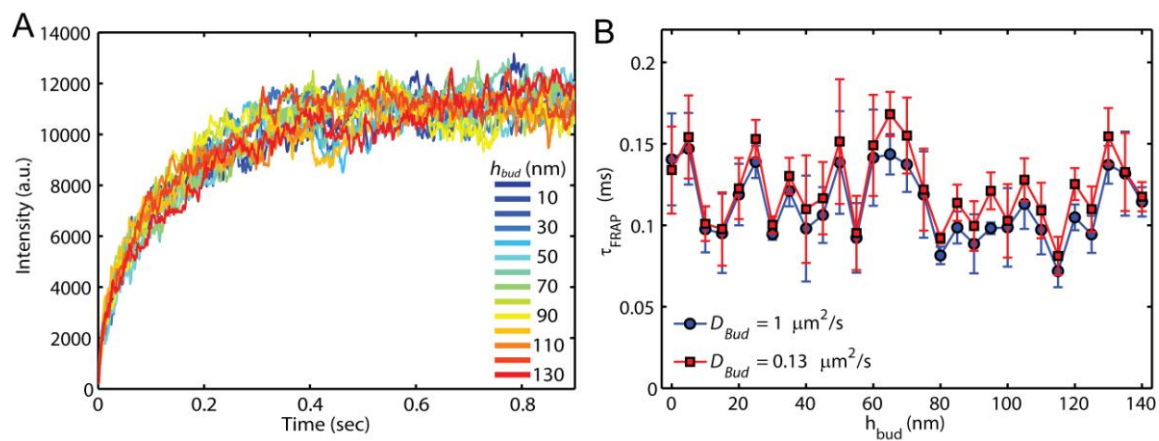 A
14000
12000
10000
8000
6000
4000
2000
0
Intensity (a.u.)
0 0.2 0.4 0.6 0.8
Time (sec)
h_bud (nm)
10
30
50
70
90
110
130
B
0.2
0.15
0.1
0.05
0
τ_FRAP (ms)
D_Bud = 1 μm²/s
D_Bud = 0.13 μm²/s
0 20 40 60 80 100 120 140
h_bud (nm)